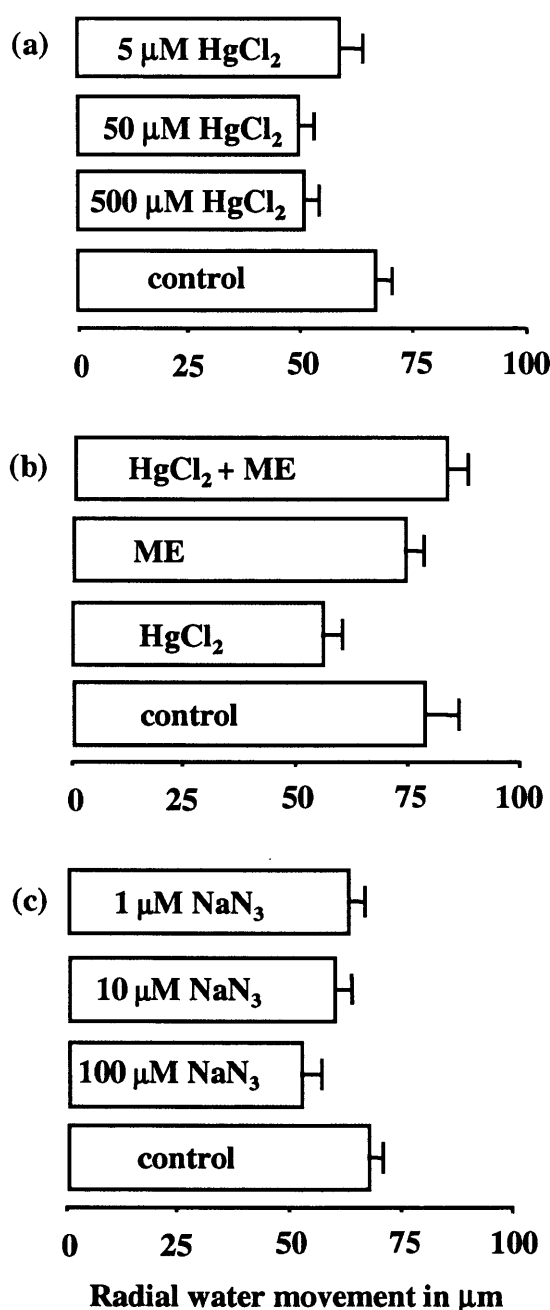 (a)
5 μM HgCl₂
50 μM HgCl₂
500 μM HgCl₂
control
0 25 50 75 100
(b)
HgCl₂ + ME
ME
HgCl₂
control
0 25 50 75 100
(c)
1 μM NaN₃
10 μM NaN₃
100 μM NaN₃
control
0 25 50 75 100
Radial water movement in μm